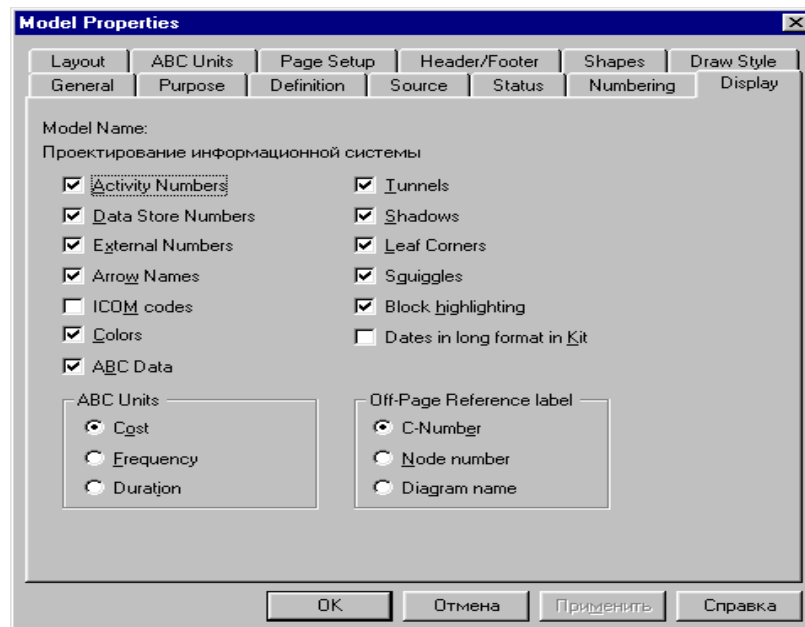 Model Properties
Layout ABC Units Page Setup Header/Footer Shapes Draw Style
General Purpose Definition Source Status Numbering Display
Model Name:
Проектирование информационной системы
Activity Numbers
Data Store Numbers
External Numbers
Arrow Names
ICOM codes
Colors
ABC Data
Tunnels
Shadows
Leaf Corners
Squiggles
Block highlighting
Dates in long format in Kit
ABC Units
Cost
Frequency
Duration
Off-Page Reference label
C-Number
Node number
Diagram name
OK Отмена Применить Справка